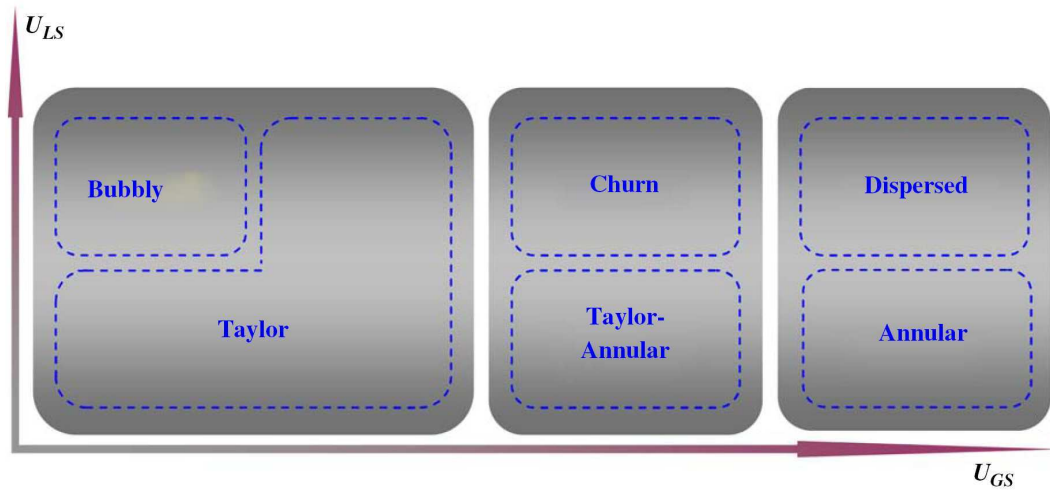 U_LS
Bubbly
Churn
Dispersed
Taylor
Taylor-
Annular
Annular
U_GS